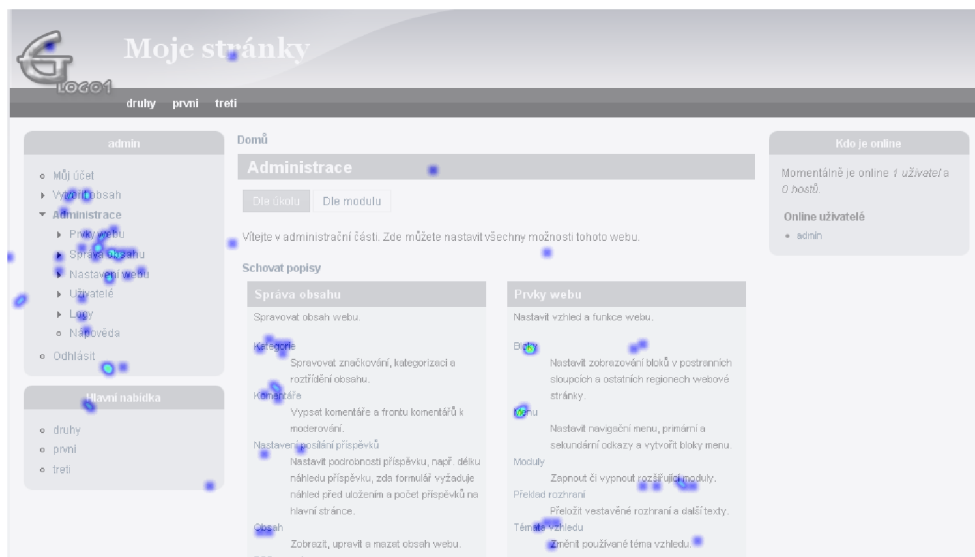 Moje stránky
LOGO1
druhy první treti
admin
Můj účet
Vytvořit obsah
Administrace
Prvky webu
Správa obsahu
Nastavení webu
Uživatelé
Logy
Nápověda
Odhlásit
Hlavní nabídka
druhy
první
treti
Domů
Administrace
Dle úkolu Dle modulu
Vítejte v administrační části. Zde můžete nastavit všechny možnosti tohoto webu.
Schovat popisy
Správa obsahu
Spravovat obsah webu.
Kategorie
Spravovat značkování, kategorizaci a
roztřídění obsahu.
Komentáře
Vypsat komentáře a frontu komentářů k
moderování.
Nastavení posílání příspěvků
Nastavit podrobnosti příspěvku, např. délku
náhledu příspěvku, zda formulář vyžaduje
náhled před uložením a počet příspěvků na
hlavní stránce.
Obsah
Zobrazit, upravit a mazat obsah webu.
Prvky webu
Nastavit vzhled a funkce webu.
Bloky
Nastavit zobrazování bloků v postranních
sloupcích a ostatních regionech webové
stránky.
Menu
Nastavit navigační menu, primární a
sekundární odkazy a vytvořit bloky menu.
Moduly
Zapnout či vypnout rozšiřující moduly.
Překlad rozhraní
Přeložit vestavěné rozhraní a další texty.
Témata vzhledu
Změnit používané téma vzhledu.
Kdo je online
Momentálně je online 1 uživatel a
0 hostů.
Online uživatelé
admin